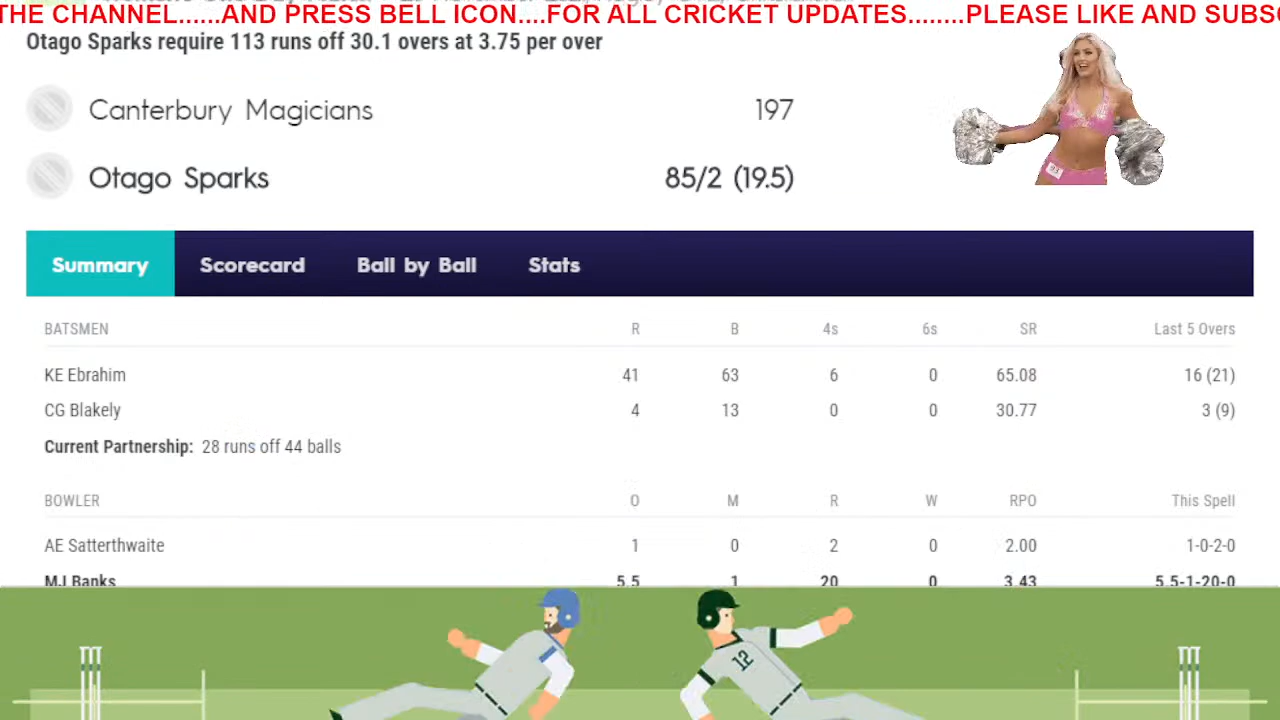 THE CHANNEL......AND PRESS BELL ICON....FOR ALL CRICKET UPDATES........PLEASE LIKE AND SUBS
Otago Sparks require 113 runs off 30.1 overs at 3.75 per over
Canterbury Magicians 197
Otago Sparks 85/2 (19.5)
Summary Scorecard Ball by Ball Stats
BATSMEN R B 4s 6s SR Last 5 Overs
KE Ebrahim 41 63 6 0 65.08 16 (21)
CG Blakely 4 13 0 0 30.77 3 (9)
Current Partnership: 28 runs off 44 balls
BOWLER O M R W RPO This Spell
AE Satterthwaite 1 0 2 0 2.00 1-0-2-0
MJ Banks 5.5 1 20 0 3.43 5.5-1-20-0
12